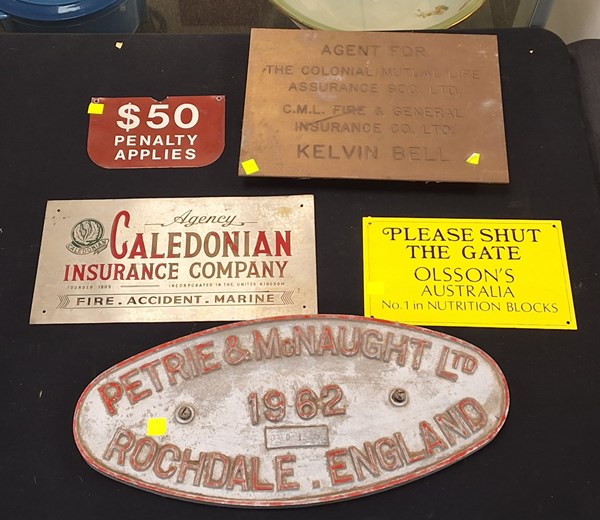 $50
PENALTY
APPLIES
AGENT FOR
THE COLONIAL MUTUAL LIFE
ASSURANCE SOC. LTD.
C.M.L. FIRE & GENERAL
INSURANCE CO. LTD.
KELVIN BELL
Agency
CALEDONIAN
INSURANCE COMPANY
FOUNDED 1805 INCORPORATED IN THE UNITED KINGDOM
FIRE. ACCIDENT. MARINE
PLEASE SHUT
THE GATE
OLSSON'S
AUSTRALIA
No.1 in NUTRITION BLOCKS
PETRIE & McNAUGHT LTD
1962
ROCHDALE. ENGLAND